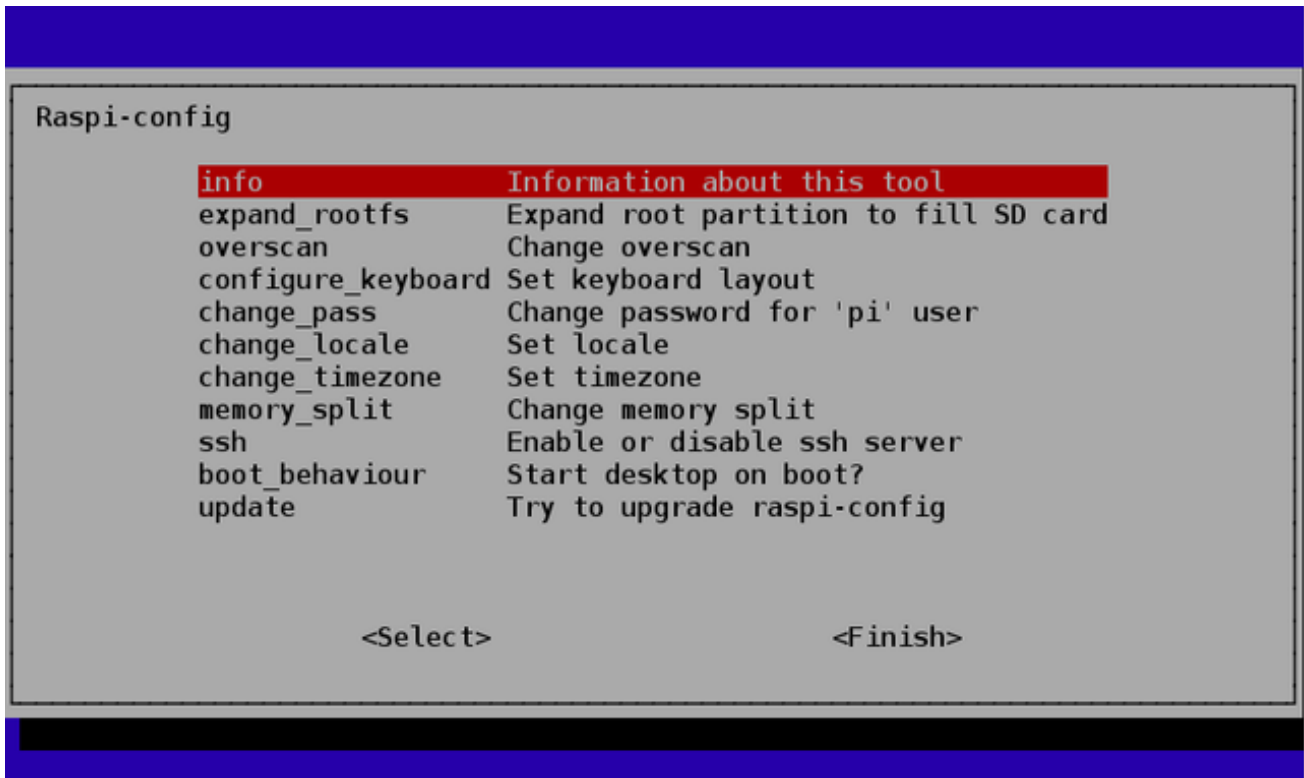 Raspi-config
info Information about this tool
expand_rootfs Expand root partition to fill SD card
overscan Change overscan
configure_keyboard Set keyboard layout
change_pass Change password for 'pi' user
change_locale Set locale
change_timezone Set timezone
memory_split Change memory split
ssh Enable or disable ssh server
boot_behaviour Start desktop on boot?
update Try to upgrade raspi-config
<Select> <Finish>